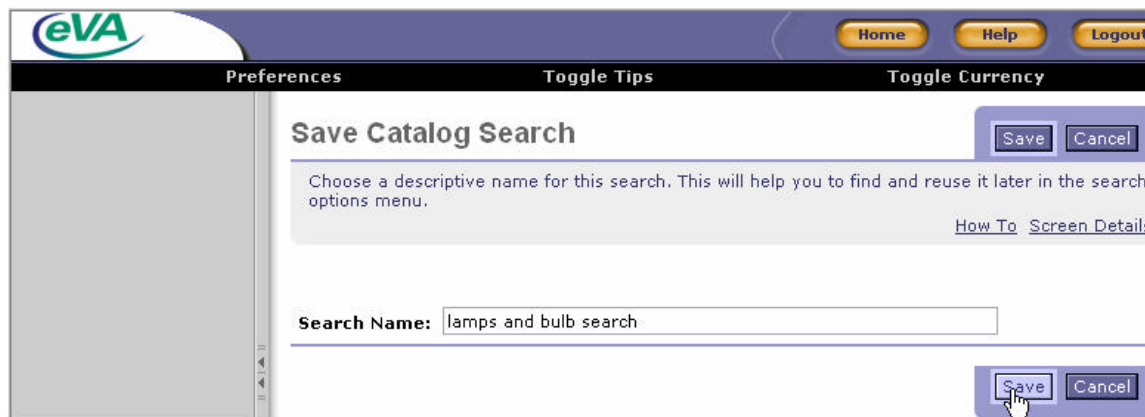 eVA
Home Help Logout
Preferences Toggle Tips Toggle Currency
Save Catalog Search
Save Cancel
Choose a descriptive name for this search. This will help you to find and reuse it later in the search
options menu.
How To Screen Details
Search Name: lamps and bulb search
Save Cancel